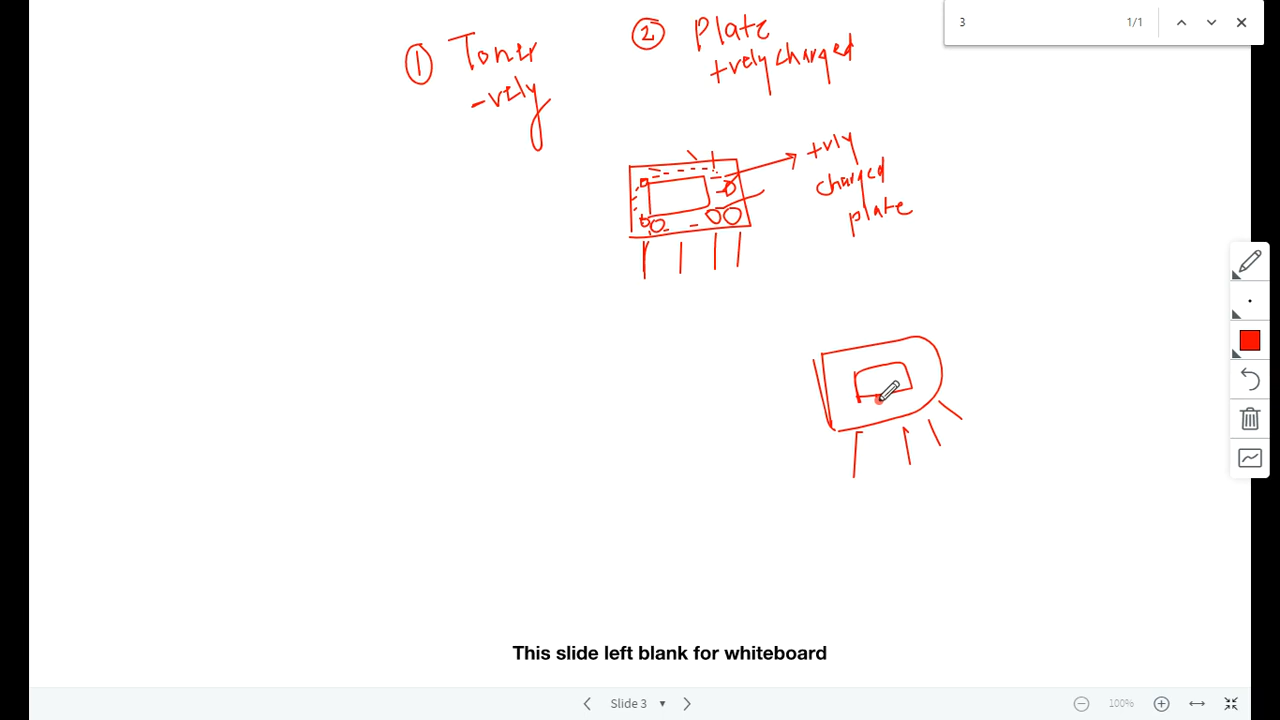 3
1/1
① Toner
-vely
② Plate
+vely charged
+vly
charged
plate
This slide left blank for whiteboard
Slide 3
100%